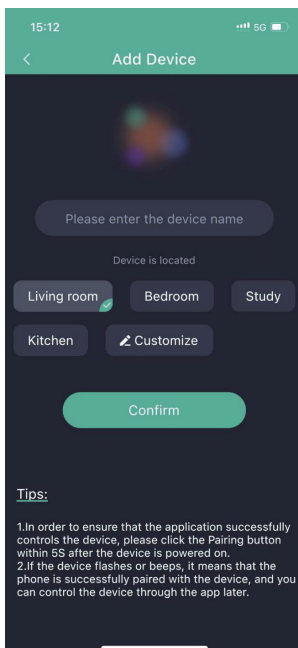 15:12 5G
Add Device
Please enter the device name
Device is located
Living room Bedroom Study
Kitchen Customize
Confirm
Tips:
1.In order to ensure that the application successfully
controls the device, please click the Pairing button
within 5S after the device is powered on.
2.If the device flashes or beeps, it means that the
phone is successfully paired with the device, and you
can control the device through the app later.